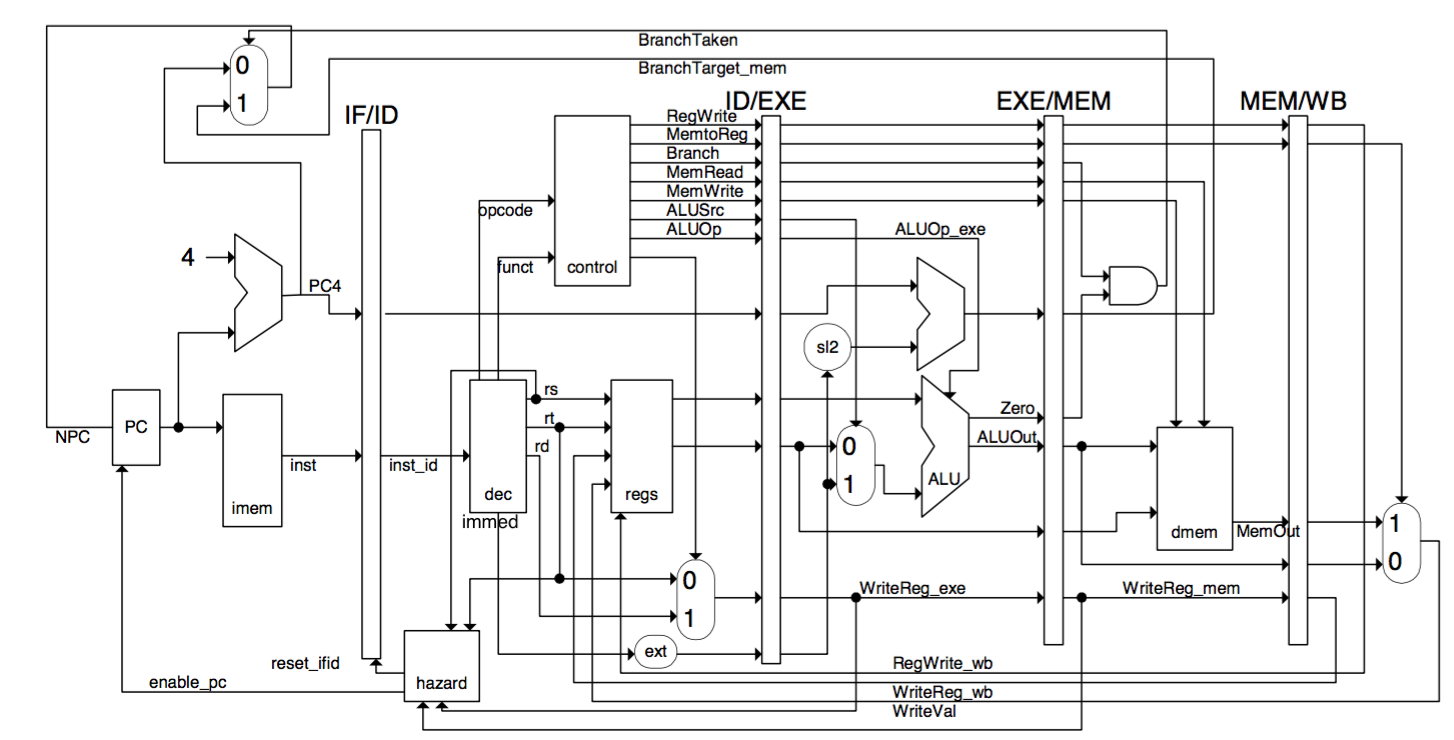 BranchTaken
0
BranchTarget_mem
1
IF/ID
ID/EXE
EXE/MEM
MEM/WB
RegWrite
MemtoReg
Branch
MemRead
MemWrite
opcode
ALUSrc
ALUOp
ALUOp_exe
4
funct
control
PC4
sl2
rs
rt
rd
Zero
ALUOut
0
1
PC
NPC
inst
inst_id
dec
immed
regs
ALU
imem
dmem
MemOut
1
0
0
1
WriteReg_exe
WriteReg_mem
ext
reset_ifid
enable_pc
hazard
RegWrite_wb
WriteReg_wb
WriteVal